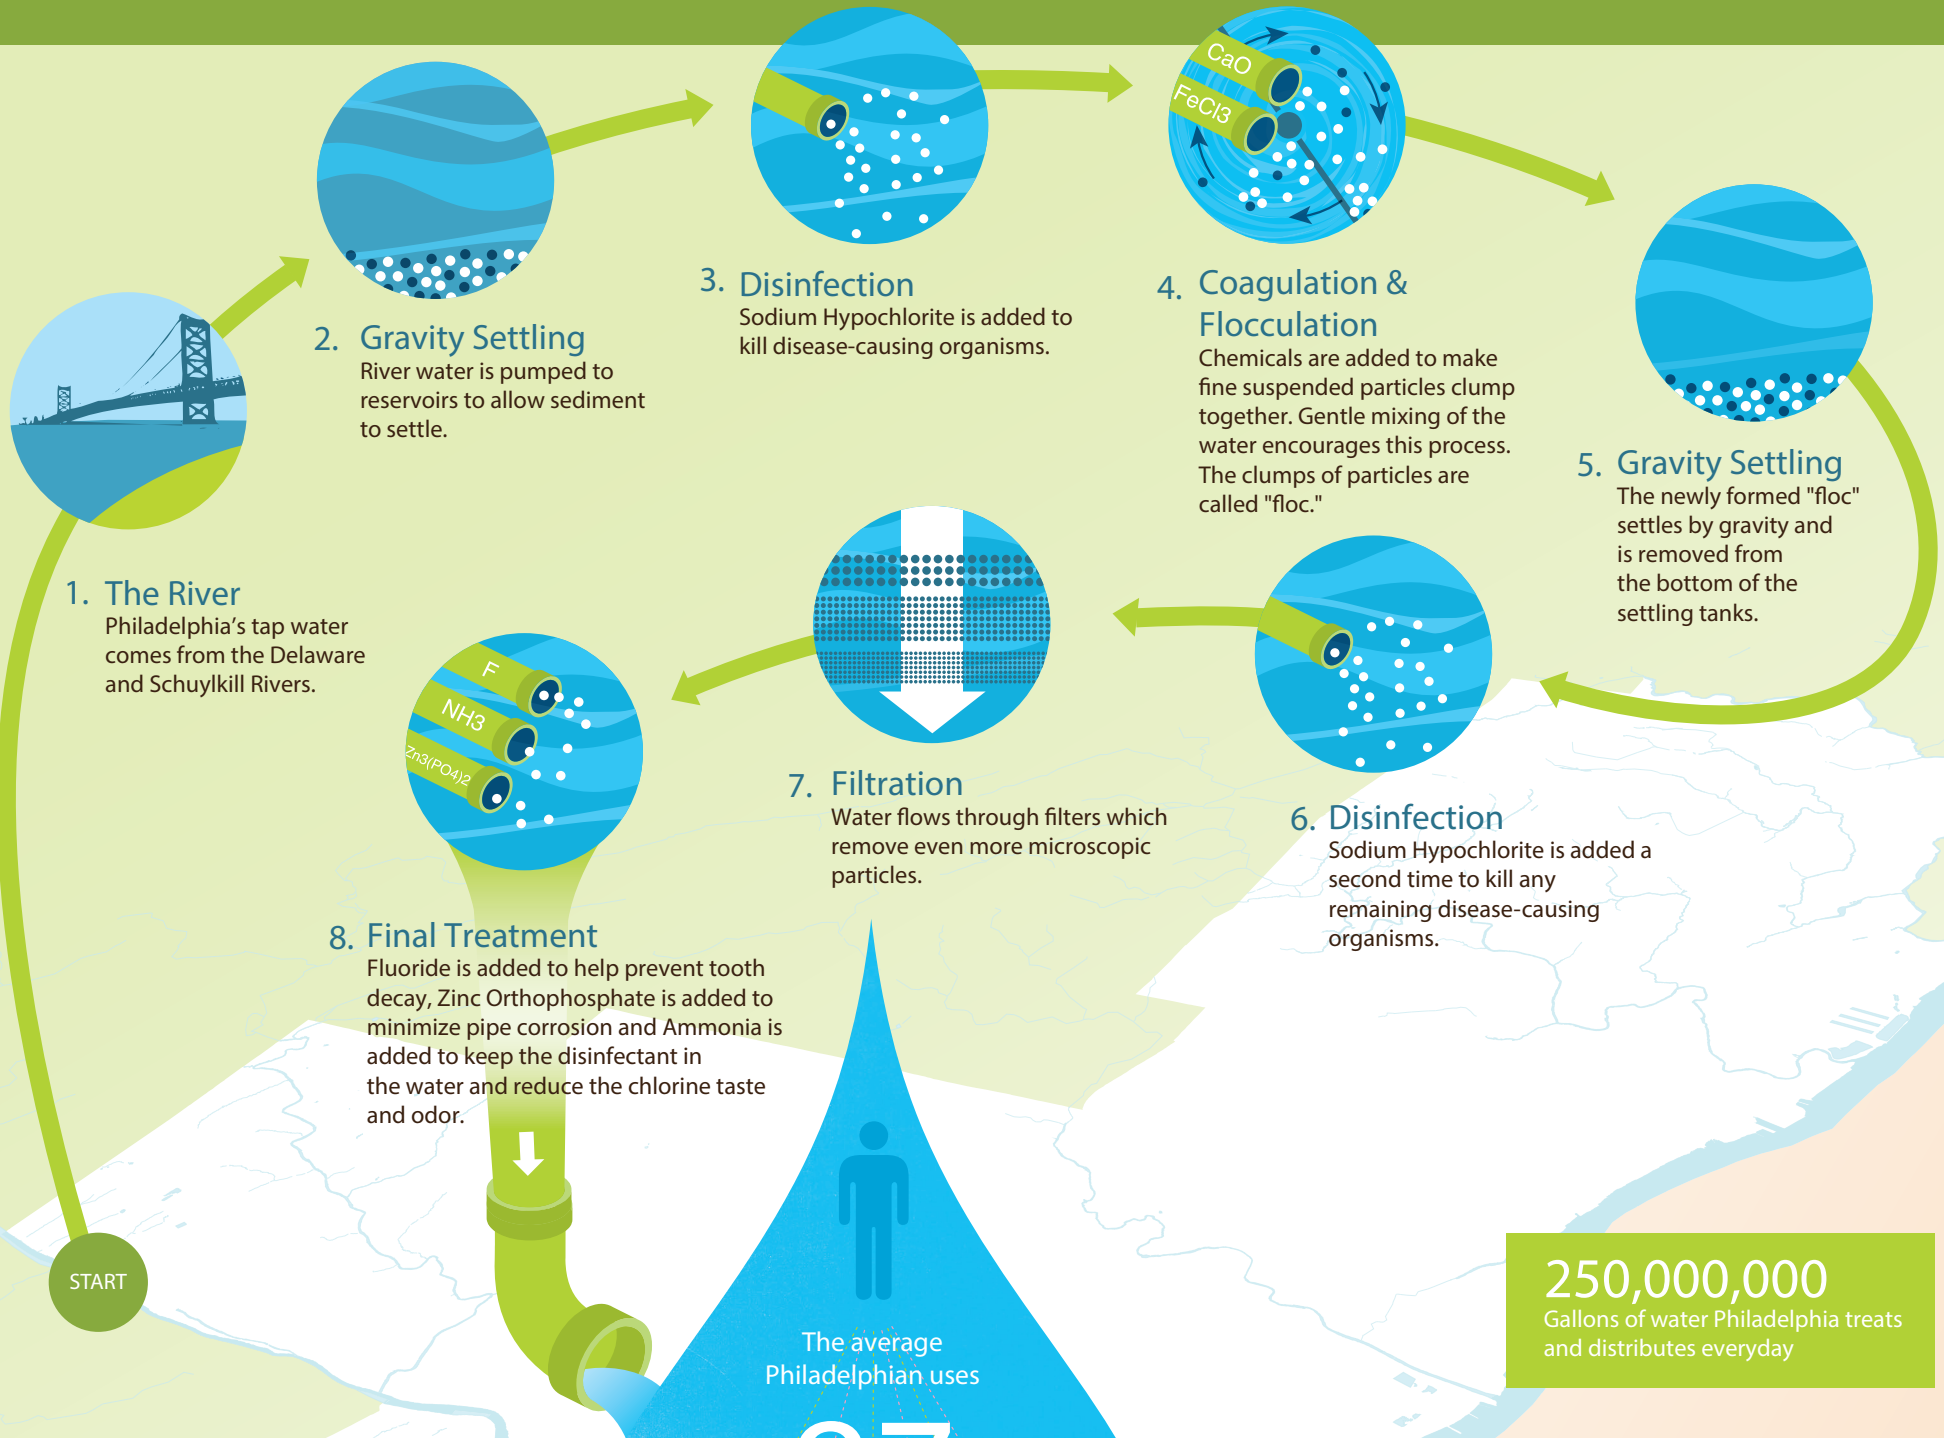 CaO
FeCl3
1. The River
Philadelphia's tap water
comes from the Delaware
and Schuylkill Rivers.
2. Gravity Settling
River water is pumped to
reservoirs to allow sediment
to settle.
3. Disinfection
Sodium Hypochlorite is added to
kill disease-causing organisms.
4. Coagulation &
Flocculation
Chemicals are added to make
fine suspended particles clump
together. Gentle mixing of the
water encourages this process.
The clumps of particles are
called "floc."
5. Gravity Settling
The newly formed "floc"
settles by gravity and
is removed from
the bottom of the
settling tanks.
6. Disinfection
Sodium Hypochlorite is added a
second time to kill any
remaining disease-causing
organisms.
7. Filtration
Water flows through filters which
remove even more microscopic
particles.
F
NH3
Zn3(PO4)2
8. Final Treatment
Fluoride is added to help prevent tooth
decay, Zinc Orthophosphate is added to
minimize pipe corrosion and Ammonia is
added to keep the disinfectant in
the water and reduce the chlorine taste
and odor.
START
The average
Philadelphian uses
250,000,000
Gallons of water Philadelphia treats
and distributes everyday